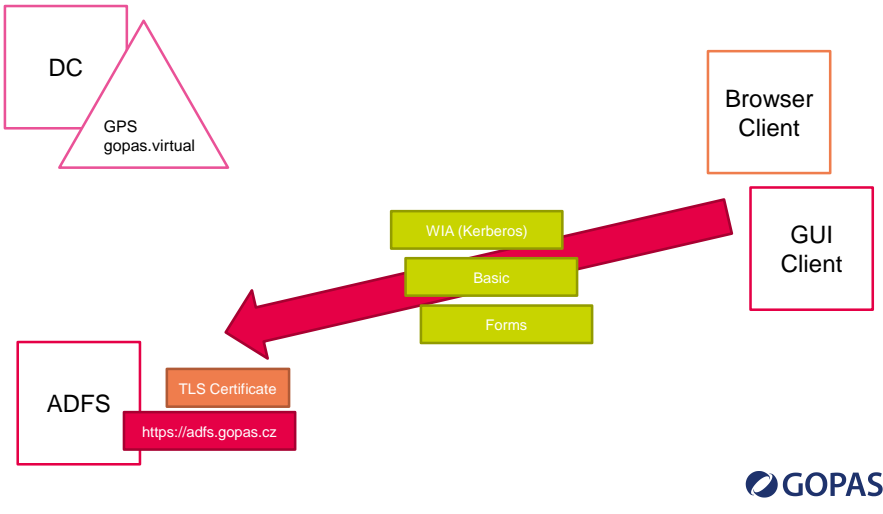 DC
GPS
gopas.virtual
Browser
Client
WIA (Kerberos)
GUI
Client
Basic
Forms
TLS Certificate
ADFS
https://adfs.gopas.cz
GOPAS